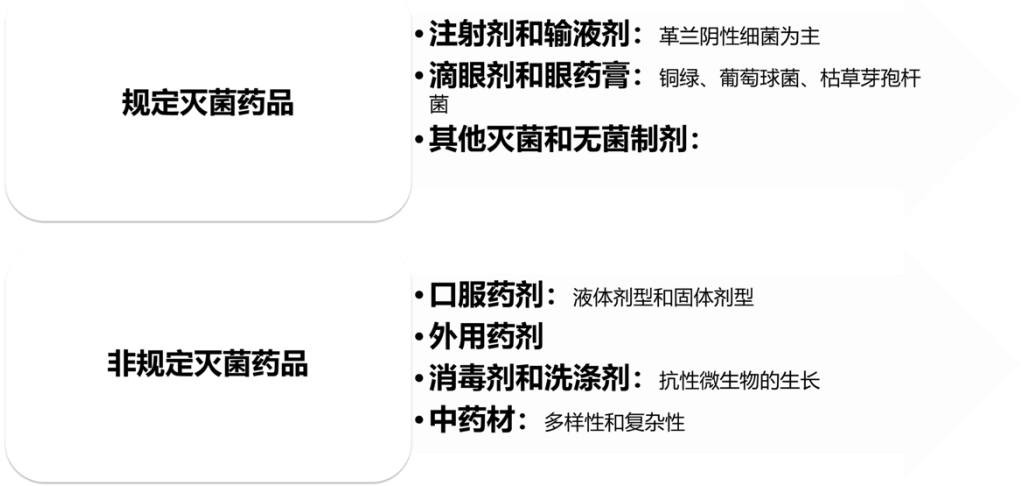 规定灭菌药品
•注射剂和输液剂：革兰阴性细菌为主
•滴眼剂和眼药膏：铜绿、葡萄球菌、枯草芽孢杆
菌
•其他灭菌和无菌制剂：
非规定灭菌药品
•口服药剂：液体剂型和固体剂型
•外用药剂
•消毒剂和洗涤剂：抗性微生物的生长
•中药材：多样性和复杂性